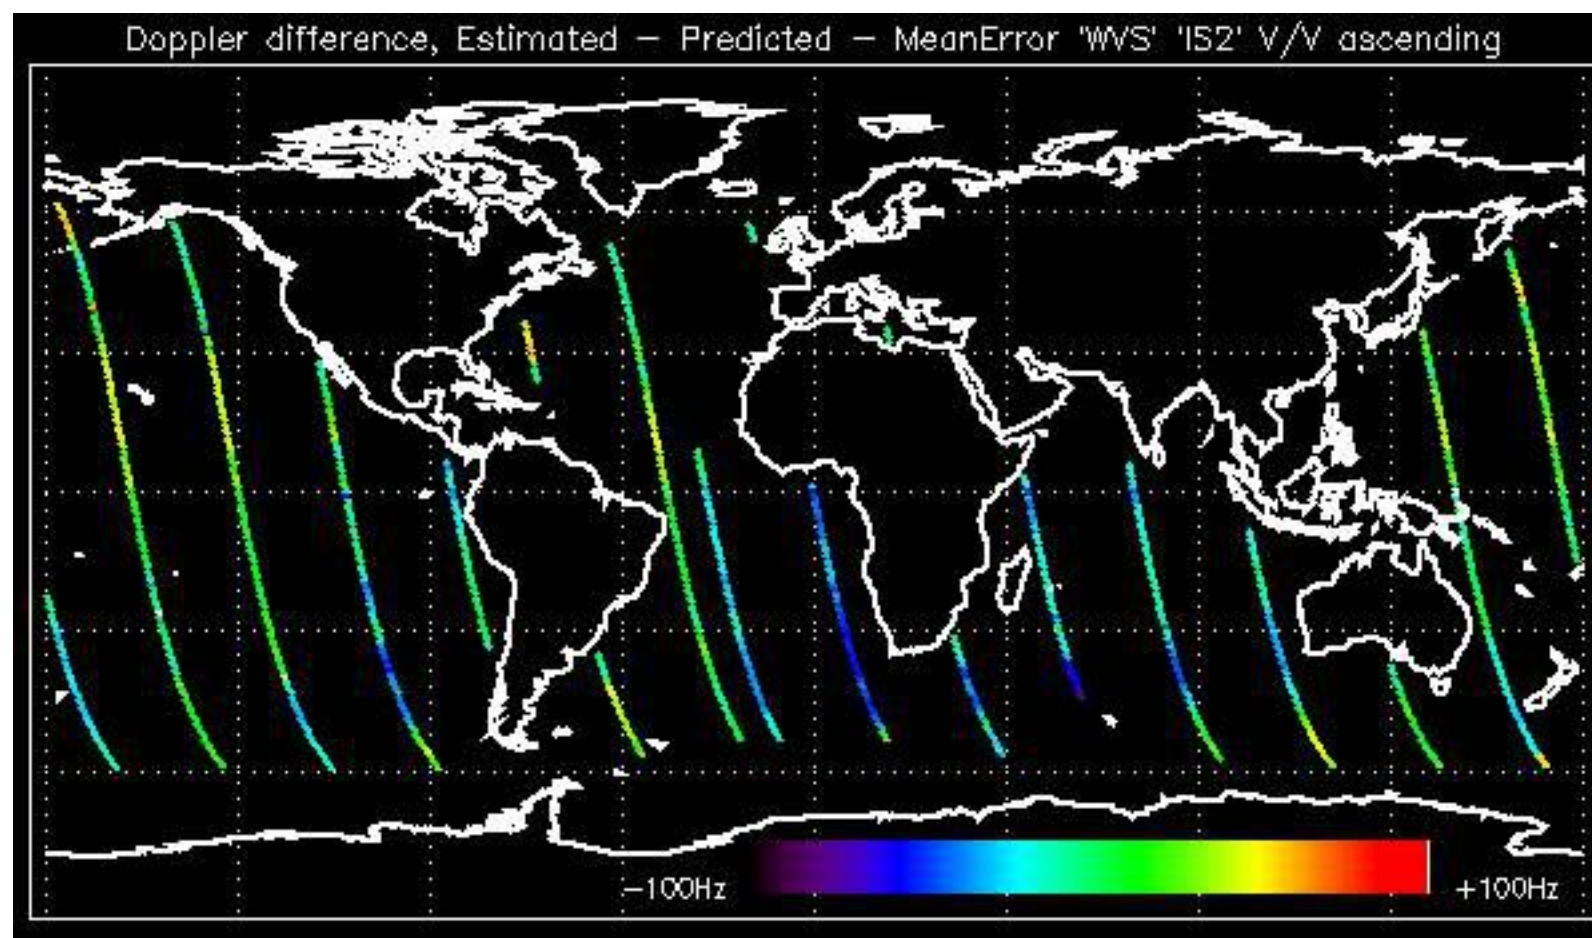 Doppler difference, Estimated – Predicted – MeanError 'WVS' 'IS2' V/V ascending
–100Hz
+100Hz